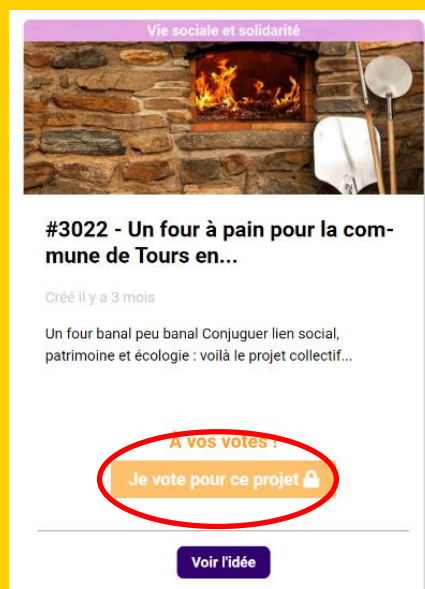 Vie sociale et solidarité
#3022 - Un four à pain pour la com-
mune de Tours en...
Créé il y a 3 mois
Un four banal peu banal Conjuguer lien social,
patrimoine et écologie : voilà le projet collectif...
À vos votes !
Je vote pour ce projet
Voir l'idée